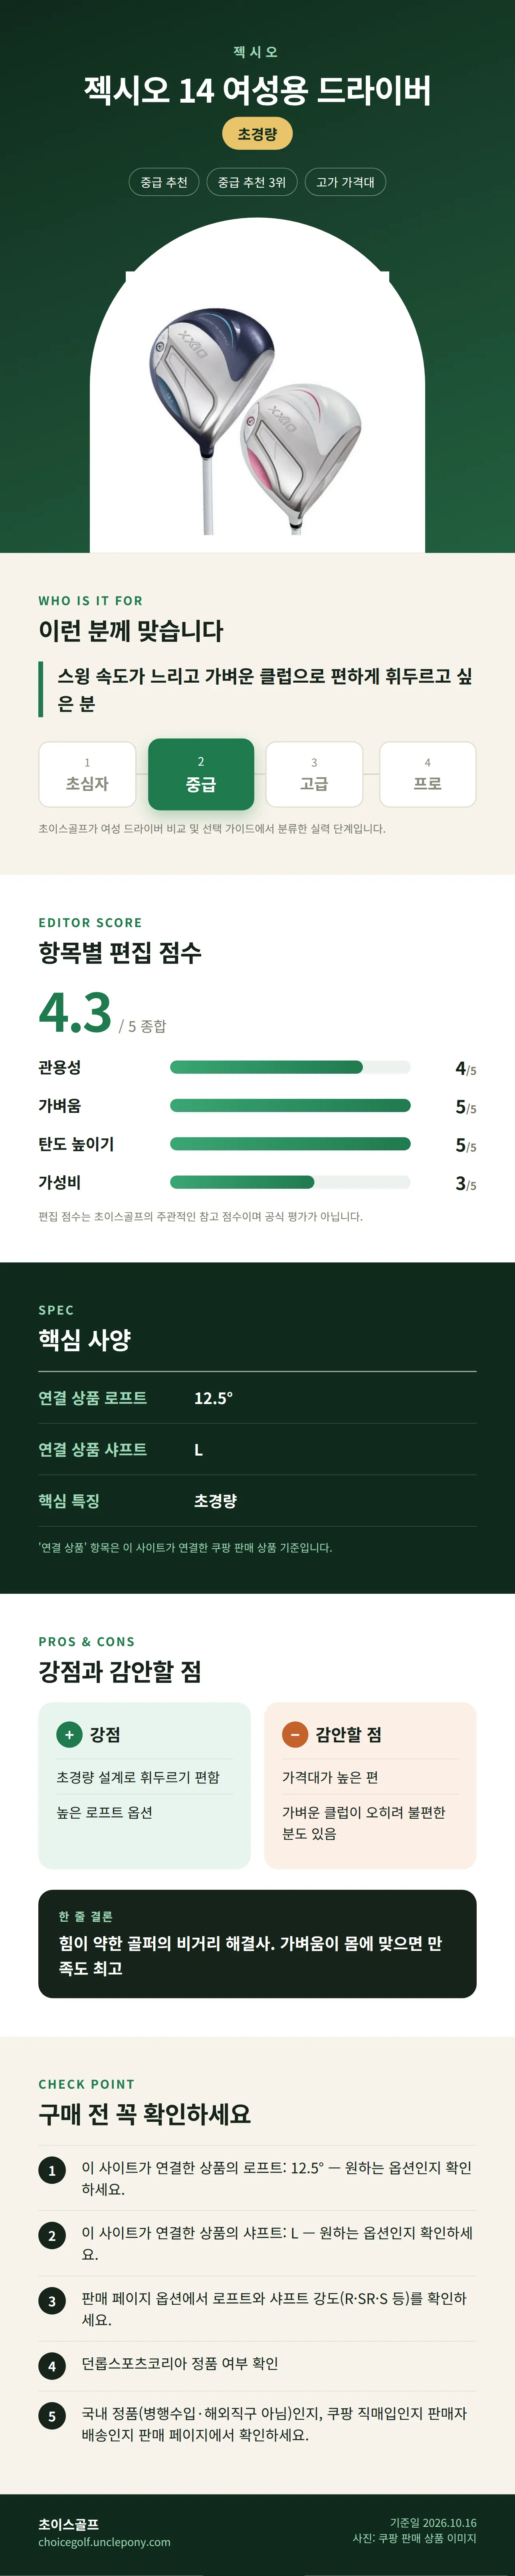 젝시오
젝시오 14 여성용 드라이버
초경량
중급 추천
중급 추천 3위
고가 가격대
XXIO
XXIO
WHO IS IT FOR
이런 분께 맞습니다
스윙 속도가 느리고 가벼운 클럽으로 편하게 휘두르고 싶
은 분
1
초심자
2
중급
3
고급
4
프로
초이스골프가 여성 드라이버 비교 및 선택 가이드에서 분류한 실력 단계입니다.
EDITOR SCORE
항목별 편집 점수
4.3 / 5 종합
관용성 4/5
가벼움 5/5
탄도 높이기 5/5
가성비 3/5
편집 점수는 초이스골프의 주관적인 참고 점수이며 공식 평가가 아닙니다.
SPEC
핵심 사양
연결 상품 로프트 12.5°
연결 상품 샤프트 L
핵심 특징 초경량
'연결 상품' 항목은 이 사이트가 연결한 쿠팡 판매 상품 기준입니다.
PROS & CONS
강점과 감안할 점
+ 강점
초경량 설계로 휘두르기 편함
높은 로프트 옵션
− 감안할 점
가격대가 높은 편
가벼운 클럽이 오히려 불편한
분도 있음
한 줄 결론
힘이 약한 골퍼의 비거리 해결사. 가벼움이 몸에 맞으면 만
족도 최고
CHECK POINT
구매 전 꼭 확인하세요
1 이 사이트가 연결한 상품의 로프트: 12.5° — 원하는 옵션인지 확인
하세요.
2 이 사이트가 연결한 상품의 샤프트: L — 원하는 옵션인지 확인하세
요.
3 판매 페이지 옵션에서 로프트와 샤프트 강도(R·SR·S 등)를 확인하
세요.
4 던롭스포츠코리아 정품 여부 확인
5 국내 정품(병행수입·해외직구 아님)인지, 쿠팡 직매입인지 판매자
배송인지 판매 페이지에서 확인하세요.
초이스골프
choicegolf.unclepony.com
기준일 2026.10.16
사진: 쿠팡 판매 상품 이미지